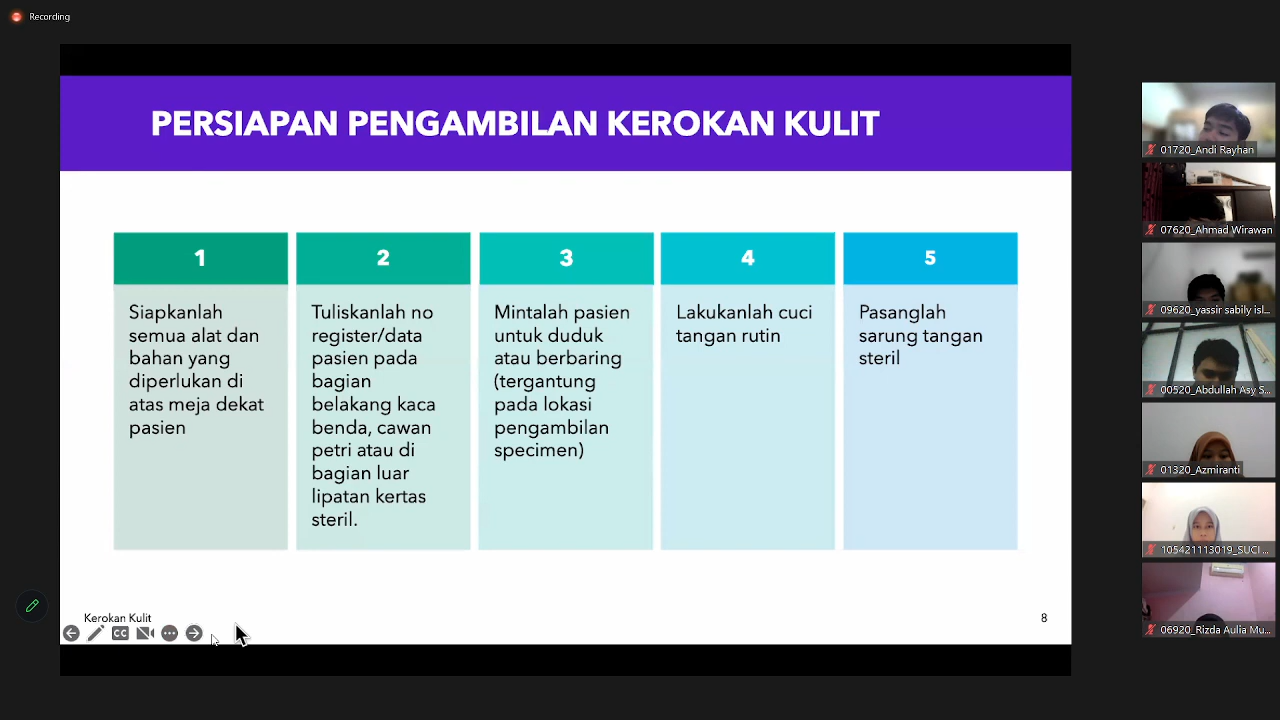 Recording
PERSIAPAN PENGAMBILAN KEROKAN KULIT
1
Siapkanlah
semua alat dan
bahan yang
diperlukan di
atas meja dekat
pasien
2
Tuliskanlah no
register/data
pasien pada
bagian
belakang kaca
benda, cawan
petri atau di
bagian luar
lipatan kertas
steril.
3
Mintalah pasien
untuk duduk
atau berbaring
(tergantung
pada lokasi
pengambilan
specimen)
4
Lakukanlah cuci
tangan rutin
5
Pasanglah
sarung tangan
steril
Kerokan Kulit
CC
8
01720_Andi Rayhan
07620_Ahmad Wirawan
09620_yassir sabily isl...
00520_Abdullah Asy S...
01320_Azmiranti
105421113019_SUCI ...
06920_Rizda Aulia Mu...